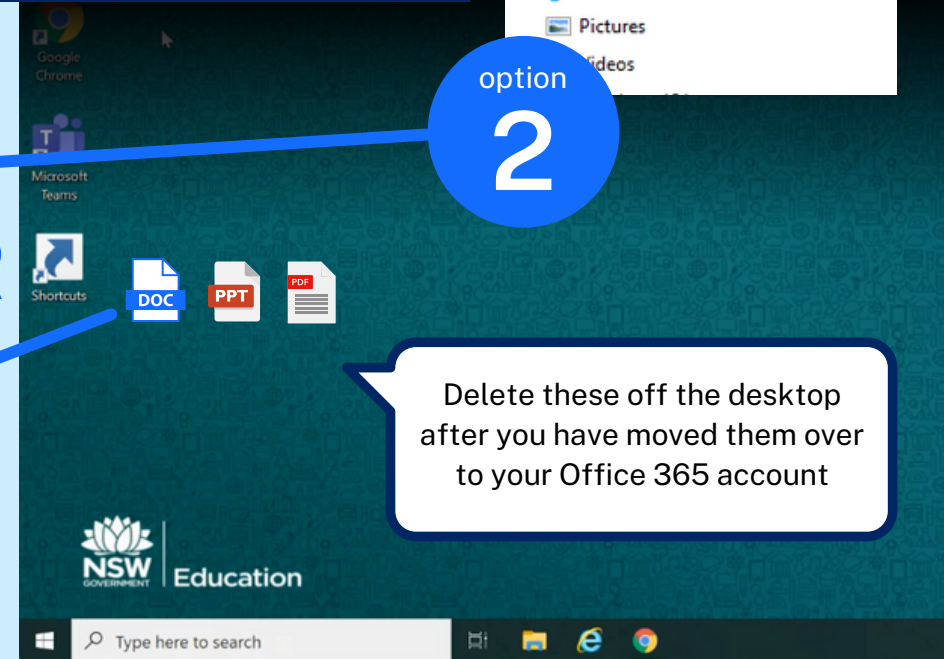 Pictures
option
2
Google
Chrome
T
Microsoft
Teams
Shortcuts
DOC
PPT
PDF
Delete these off the desktop
after you have moved them over
to your Office 365 account
NSW
GOVERNMENT
Education
Type here to search